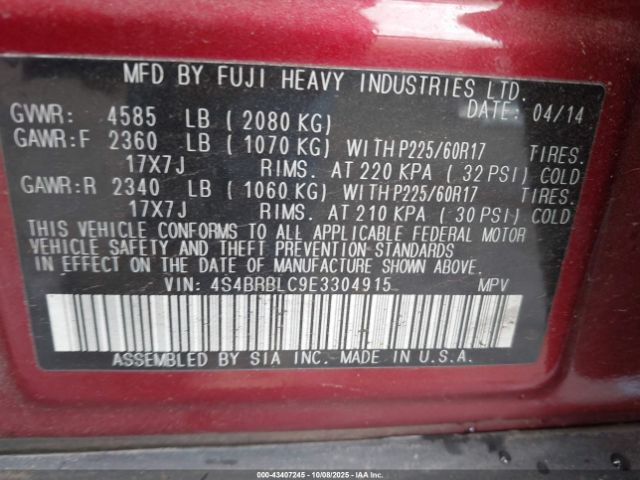 MFD BY FUJI HEAVY INDUSTRIES LTD.
DATE: 04/14
GVWR: 4585 LB ( 2080 KG)
GAWR:F 2360 LB ( 1070 KG) WITH P225/60R17 TIRES.
17X7J RIMS. AT 220 KPA ( 32 PSI) COLD
GAWR:R 2340 LB ( 1060 KG) WITH P225/60R17 TIRES.
17X7J RIMS. AT 210 KPA ( 30 PSI) COLD
THIS VEHICLE CONFORMS TO ALL APPLICABLE FEDERAL MOTOR
VEHICLE SAFETY AND THEFT PREVENTION STANDARDS
IN EFFECT ON THE DATE OF MANUFACTURE SHOWN ABOVE.
VIN: 4S4BRBLC9E3304915 MPV
ASSEMBLED BY SIA INC. MADE IN U.S.A.
000-43407245 - 10/08/2025 - www.iaai.com